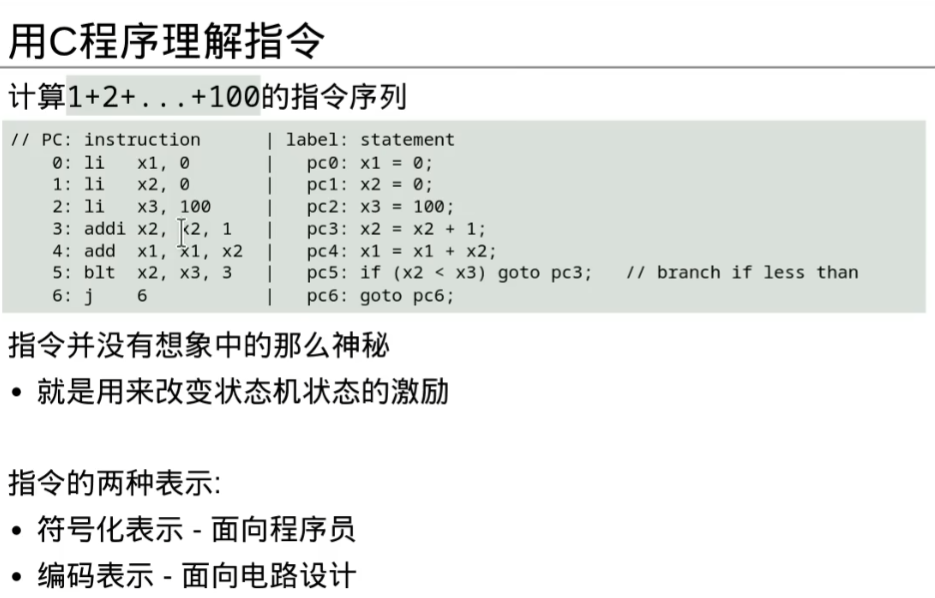 用C程序理解指令
计算1+2+...+100的指令序列
// PC: instruction | label: statement
0: li x1, 0 | pc0: x1 = 0;
1: li x2, 0 | pc1: x2 = 0;
2: li x3, 100 | pc2: x3 = 100;
3: addi x2, x2, 1 | pc3: x2 = x2 + 1;
4: add x1, x1, x2 | pc4: x1 = x1 + x2;
5: blt x2, x3, 3 | pc5: if (x2 < x3) goto pc3; // branch if less than
6: j 6 | pc6: goto pc6;
指令并没有想象中的那么神秘
• 就是用来改变状态机状态的激励
指令的两种表示:
• 符号化表示 - 面向程序员
• 编码表示 - 面向电路设计